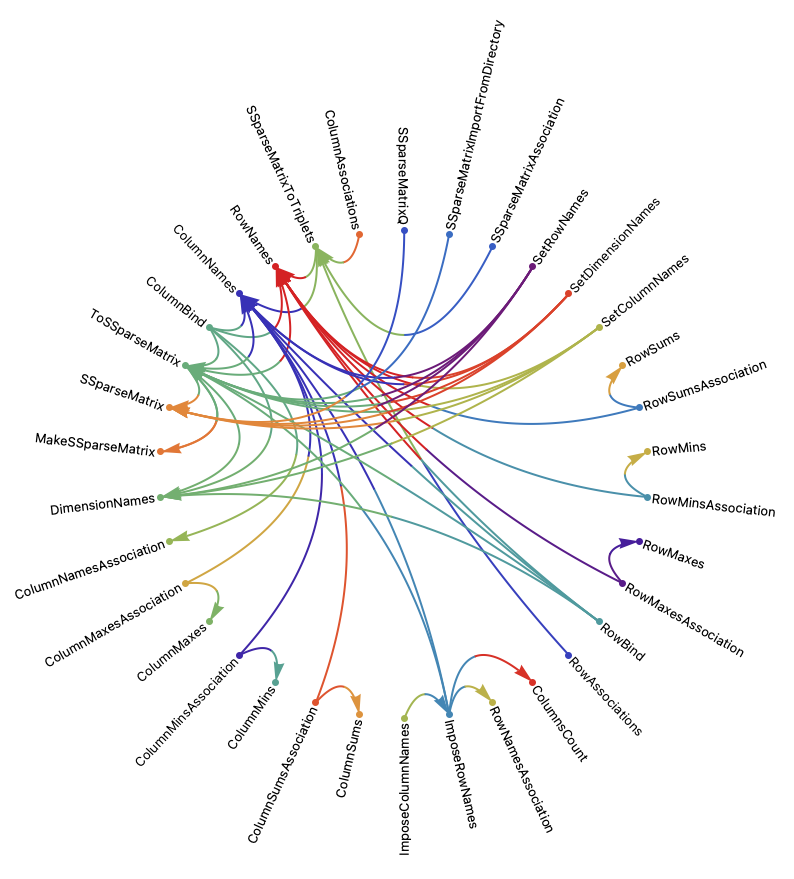 SSparseMatrixImportFromDirectory
SSparseMatrixAssociation
SSparseMatrixQ
ColumnAssociations
SSparseMatrixToTriplets
RowNames
ColumnNames
ColumnBind
ToSSparseMatrix
SSparseMatrix
MakeSSparseMatrix
DimensionNames
ColumnNamesAssociation
ColumnMaxesAssociation
ColumnMaxes
ColumnMinsAssociation
ColumnMins
ColumnSumsAssociation
ColumnSums
ImposeColumnNames
ImposeRowNames
RowNamesAssociation
ColumnsCount
RowAssociations
RowBind
RowMaxesAssociation
RowMaxes
RowMinsAssociation
RowMins
RowSumsAssociation
RowSums
SetColumnNames
SetDimensionNames
SetRowNames